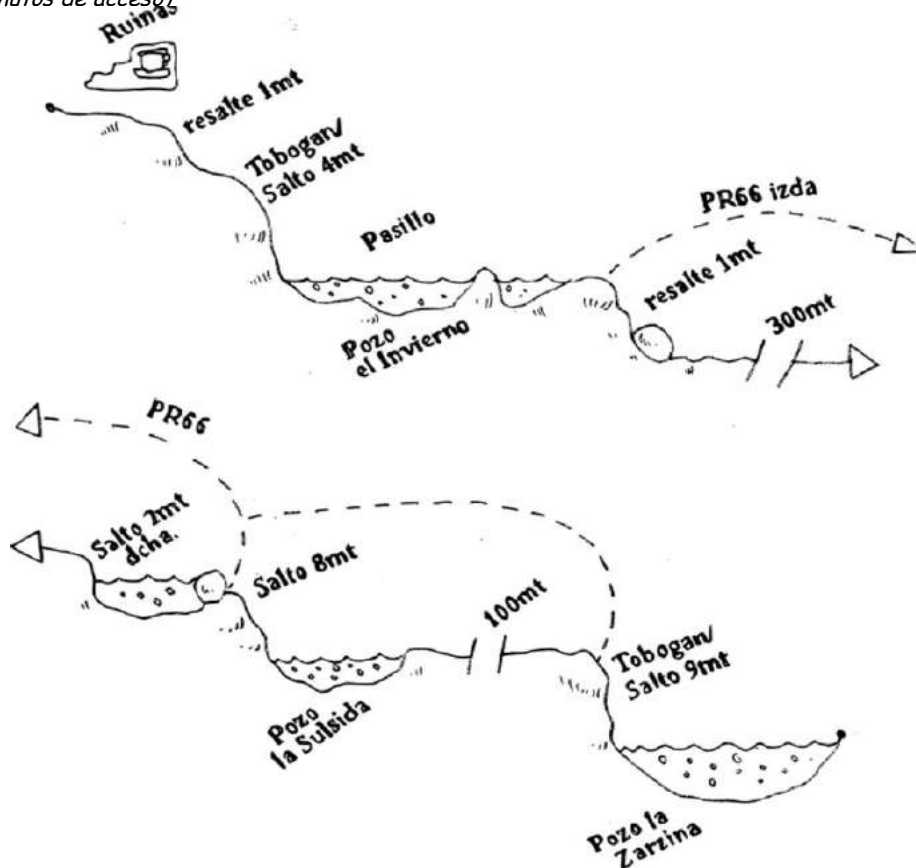 Ruinas
resalte 1mt
Tobogan/
Salto 4mt
Pasillo
PR66 izda
resalte 1mt
Pozo
el Invierno
300mt
PR66
Salto 2mt
dcha.
Salto 8mt
100mt
Tobogan/
Salto 9mt
Pozo
la Sulsida
Pozo la
Zarzina